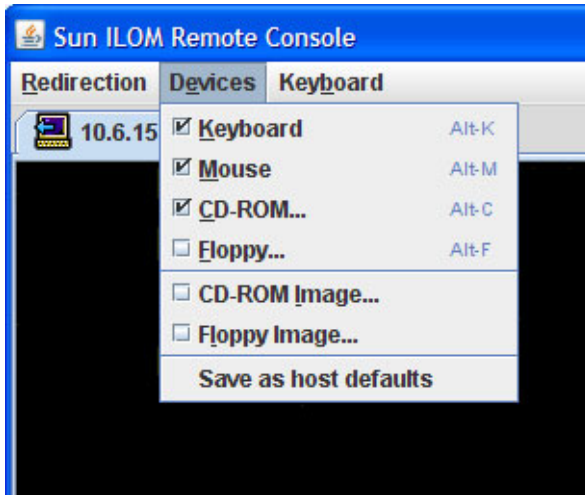 Sun ILOM Remote Console
Redirection Devices Keyboard
10.6.15
Keyboard Alt-K
Mouse Alt-M
CD-ROM... Alt-C
Floppy... Alt-F
CD-ROM Image...
Floppy Image...
Save as host defaults